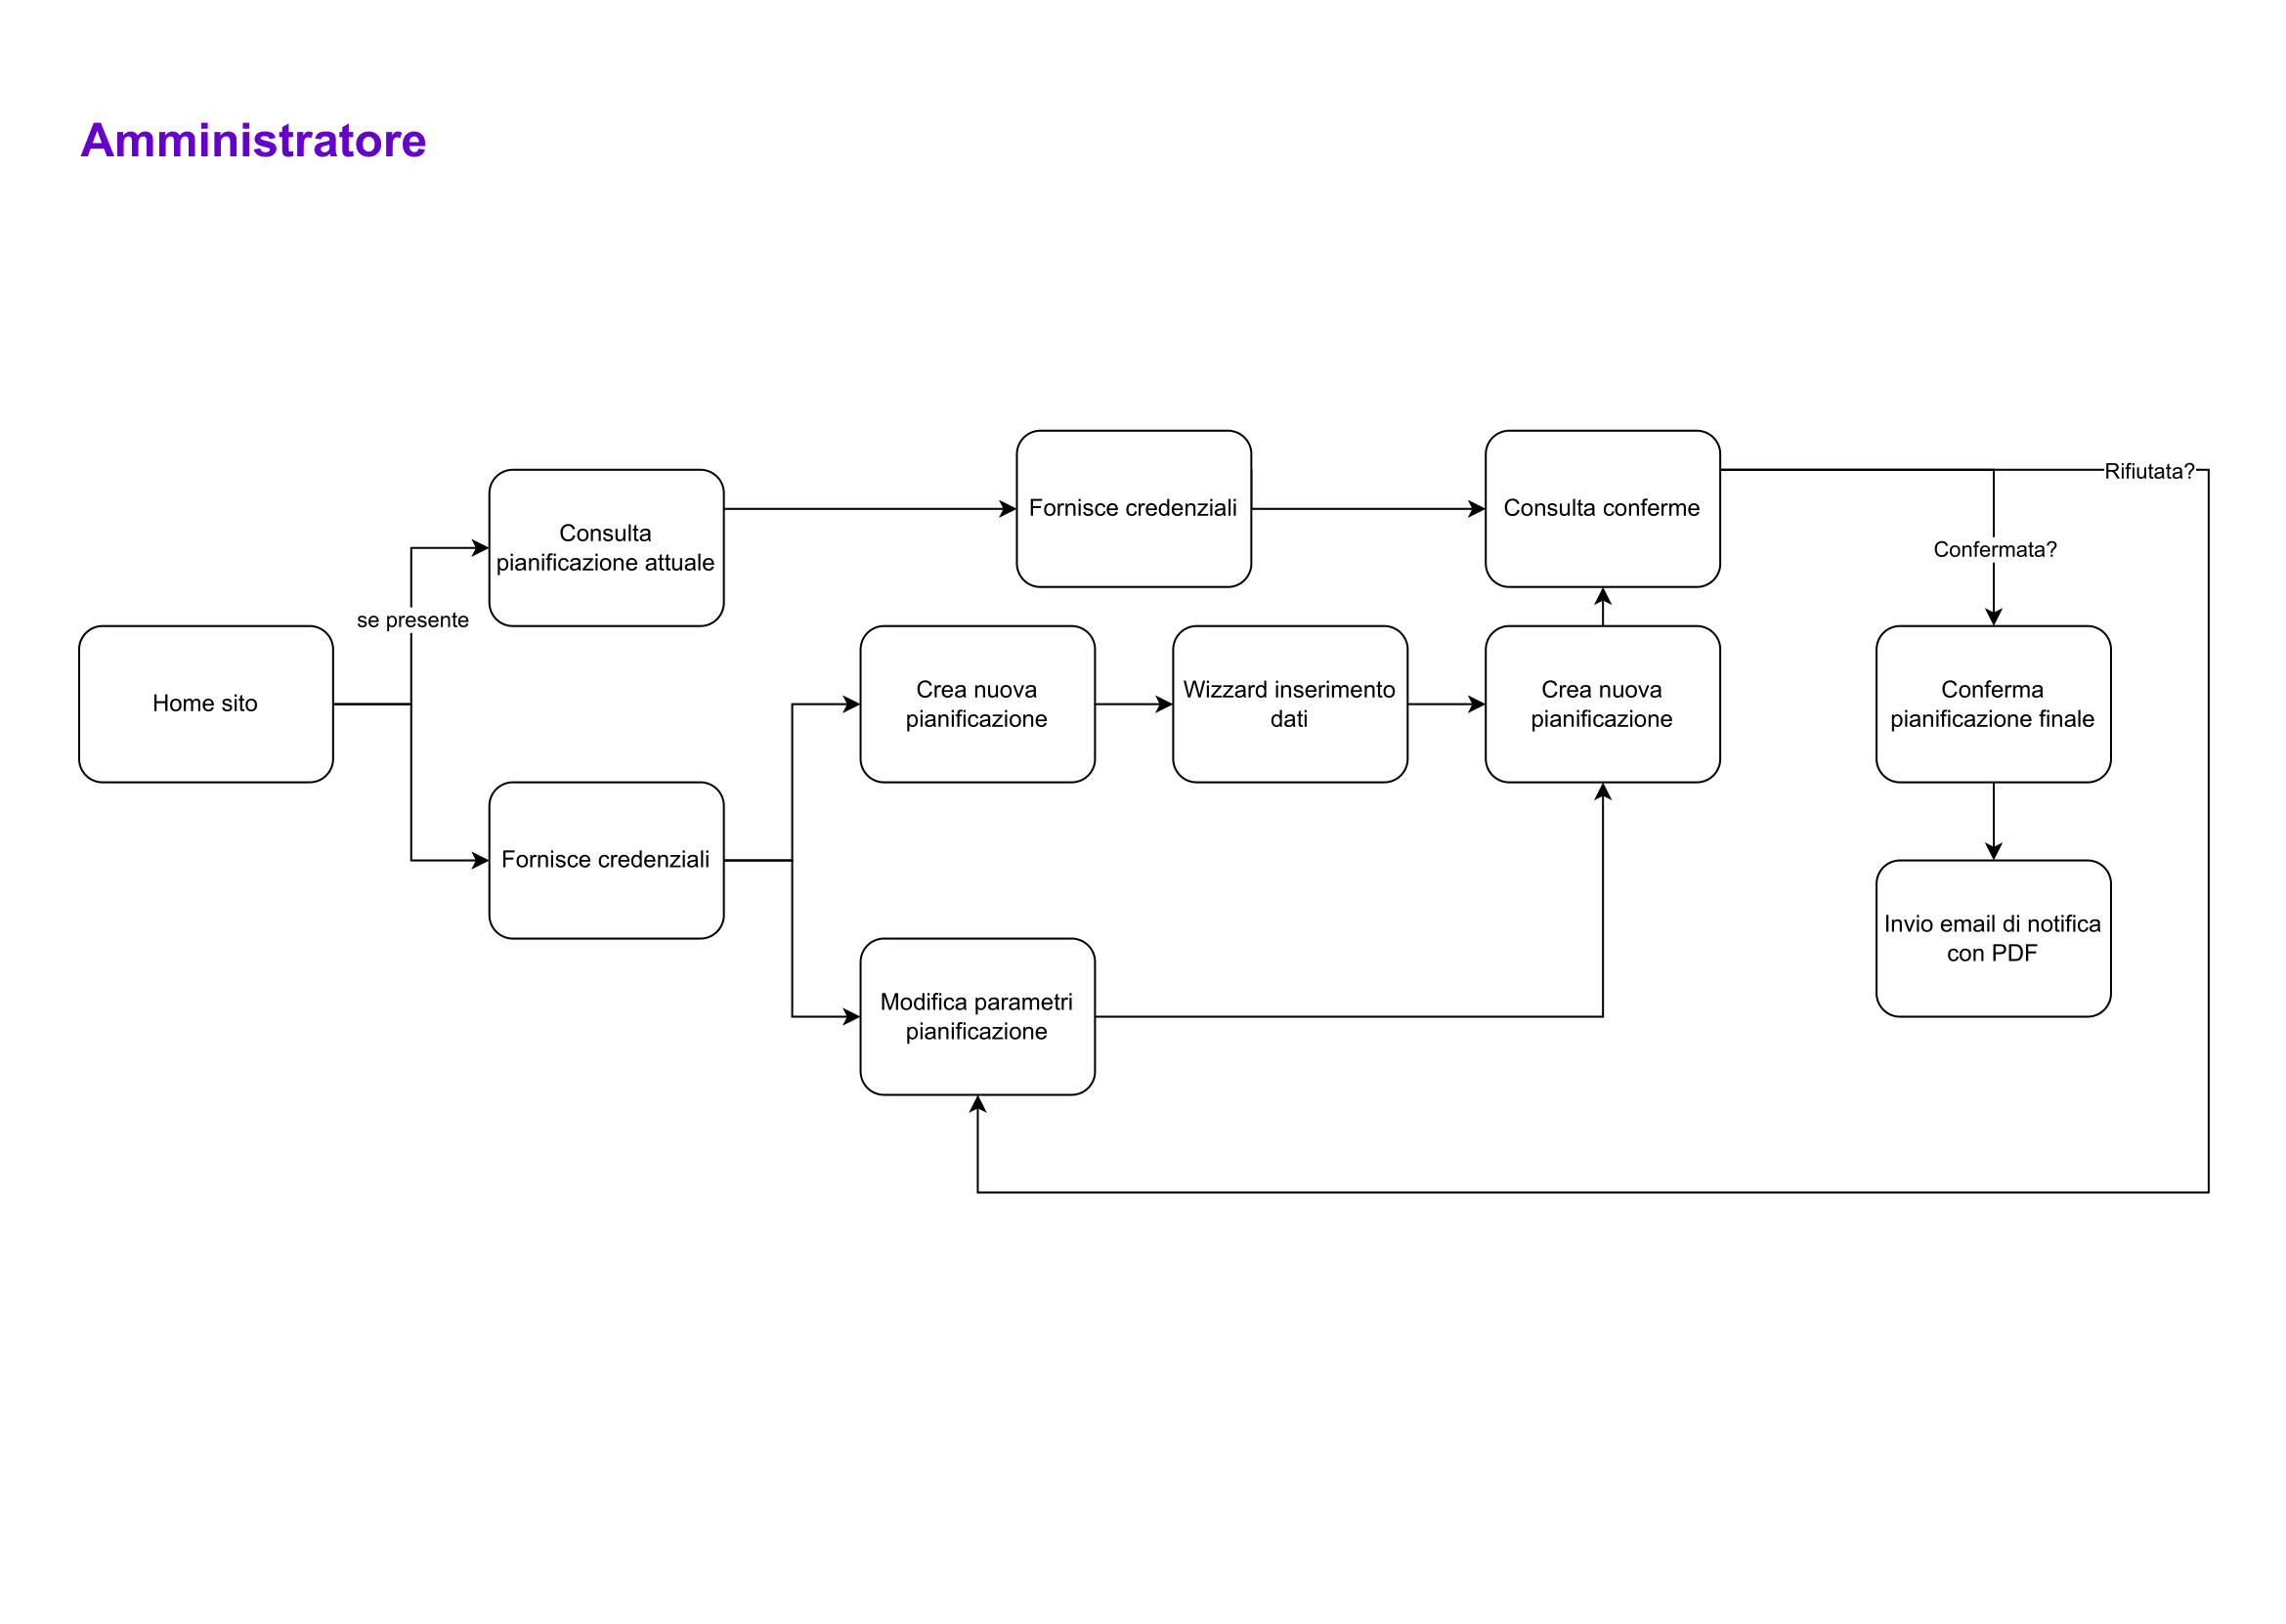 Amministratore
Fornisce credenziali
Consulta conferme
Rifiutata?
Consulta
pianificazione attuale
Confermata?
se presente
Home sito
Crea nuova
pianificazione
Wizzard inserimento
dati
Crea nuova
pianificazione
Conferma
pianificazione finale
Fornisce credenziali
Invio email di notifica
con PDF
Modifica parametri
pianificazione